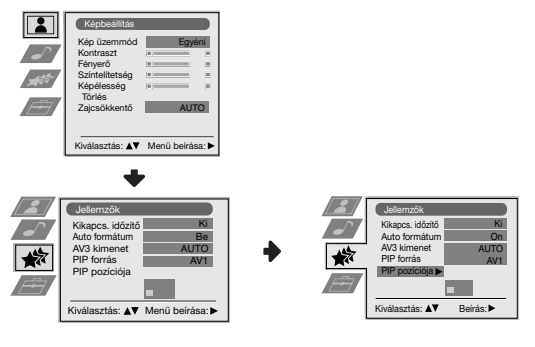 Képbeállítás
Kép üzemmód Egyéni
Kontraszt
Fényerő
Színtelítetség
Képélesség
Törlés
Zajcsökkentő AUTO
Kiválasztás: ▲▼ Menü beírása: ▶
Jellemzők
Kikapcs. időzítő Ki
Auto formátum Be
AV3 kimenet AUTO
PIP forrás AV1
PIP pozíciója
Kiválasztás: ▲▼ Menü beírása: ▶
Jellemzők
Kikapcs. időzítő Ki
Auto formátum On
AV3 kimenet AUTO
PIP forrás AV1
PIP pozíciója ▶
Kiválasztás: ▲▼ Beírás: ▶